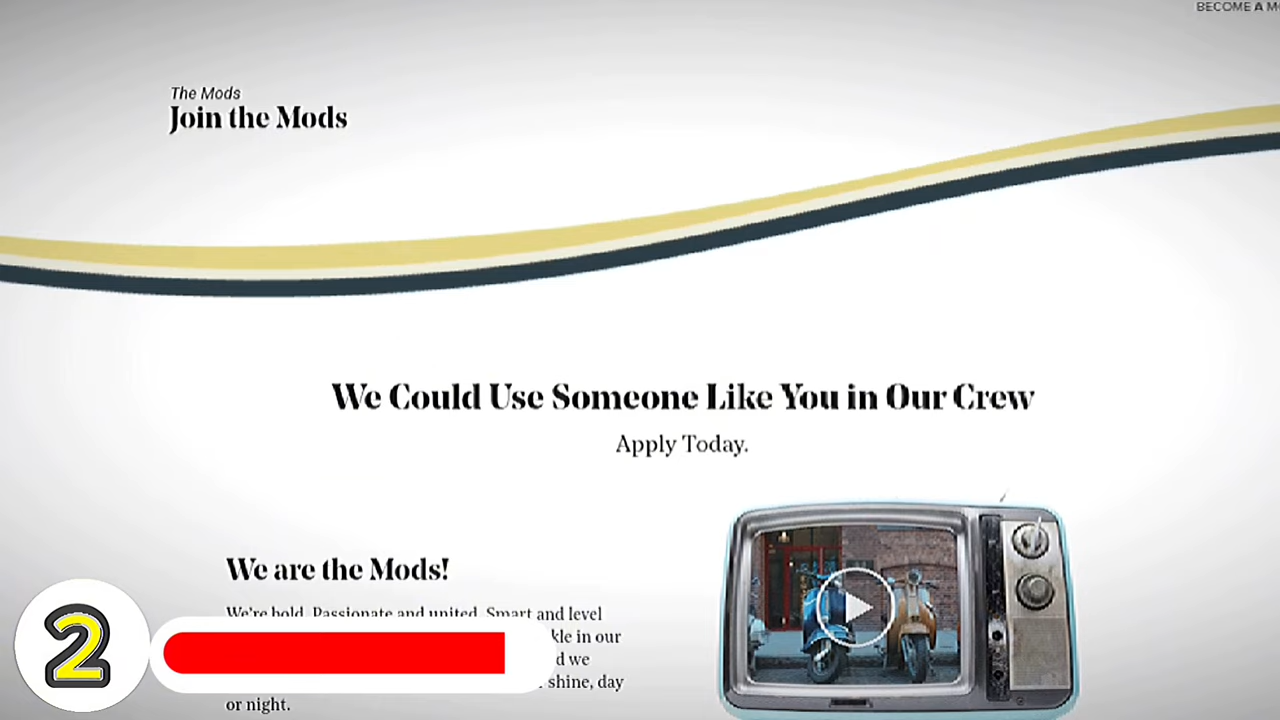 BECOME A M
The Mods
Join the Mods
We Could Use Someone Like You in Our Crew
Apply Today.
We are the Mods!
We're bold. Passionate and united. Smart and level
kle in our
d we
shine, day
or night.
2